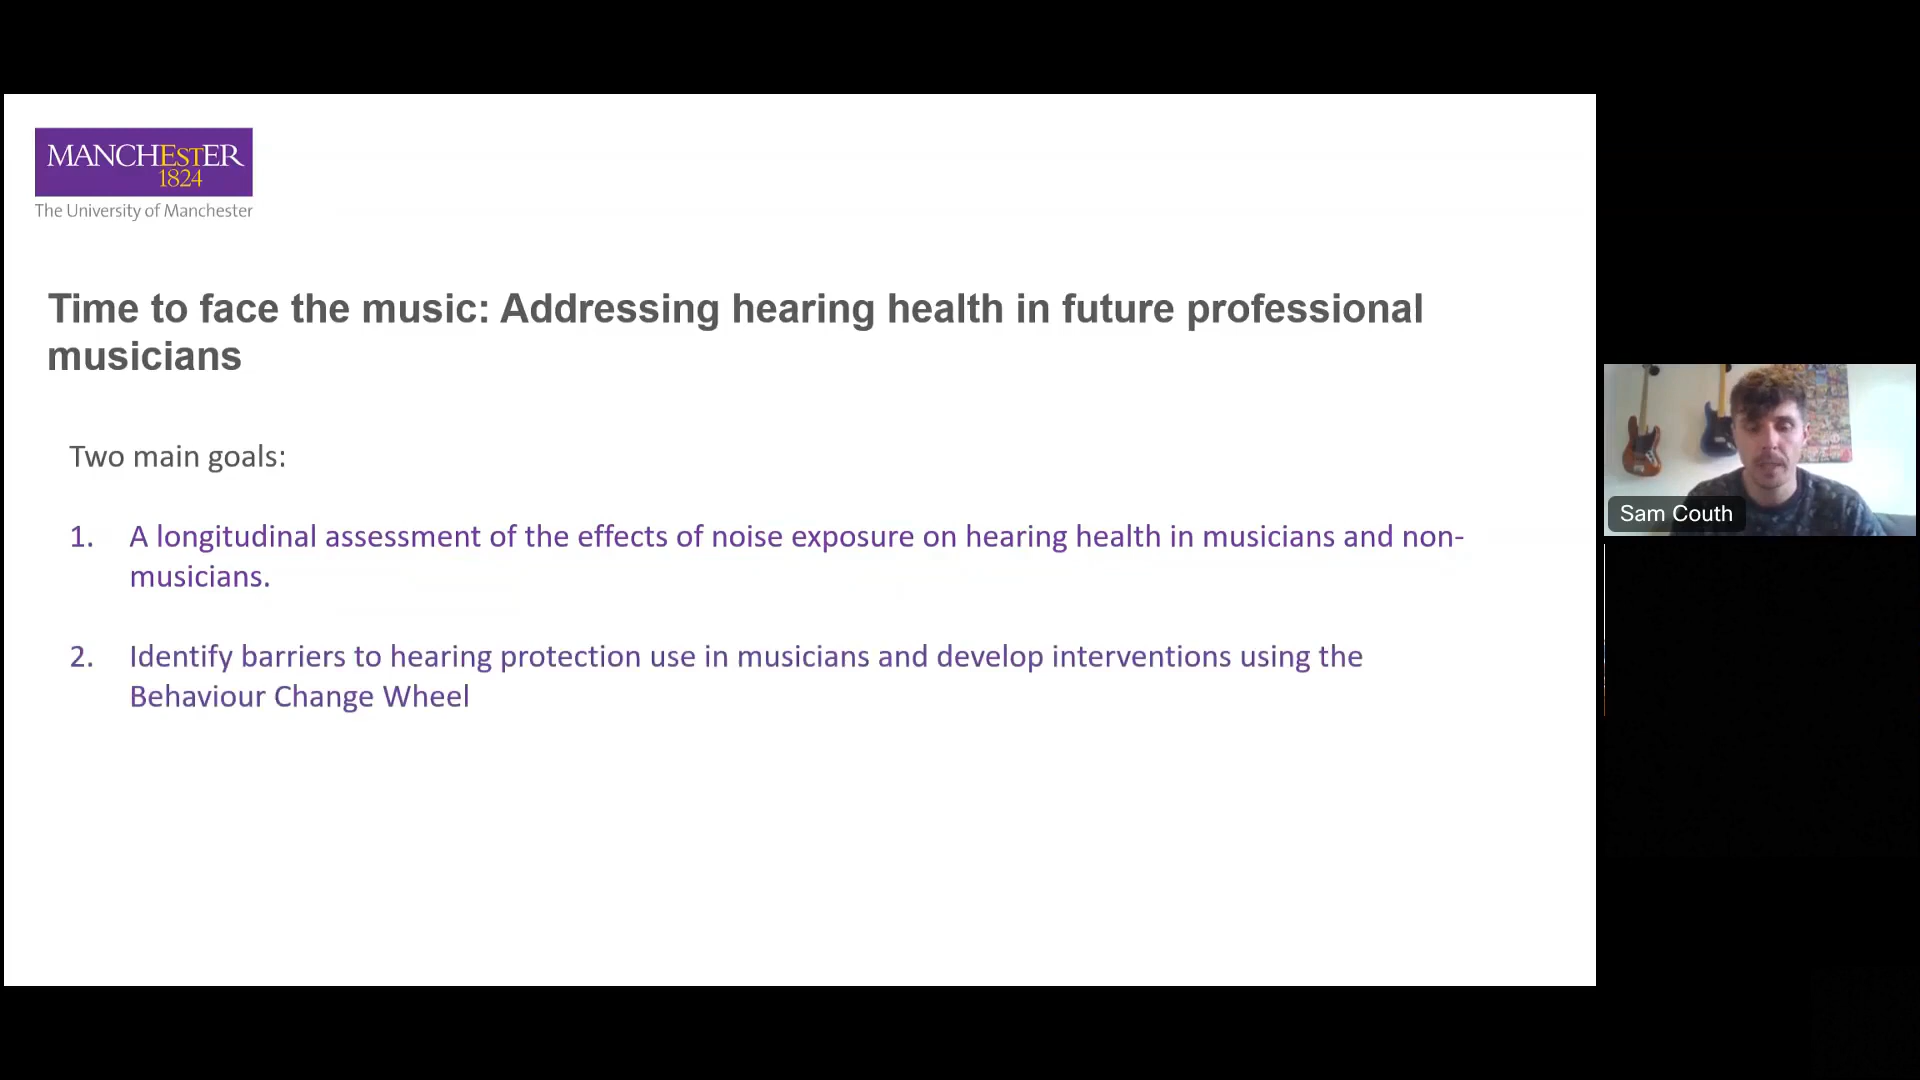 MANCHESTER
1824
The University of Manchester
Time to face the music: Addressing hearing health in future professional
musicians
Two main goals:
1. A longitudinal assessment of the effects of noise exposure on hearing health in musicians and non-
musicians.
2. Identify barriers to hearing protection use in musicians and develop interventions using the
Behaviour Change Wheel
Sam Couth